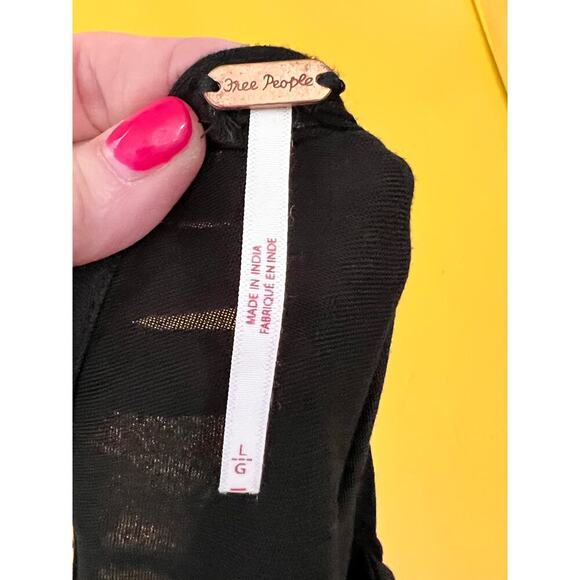 Free People
MADE IN INDIA
FABRIQUÉ EN INDE
L
G